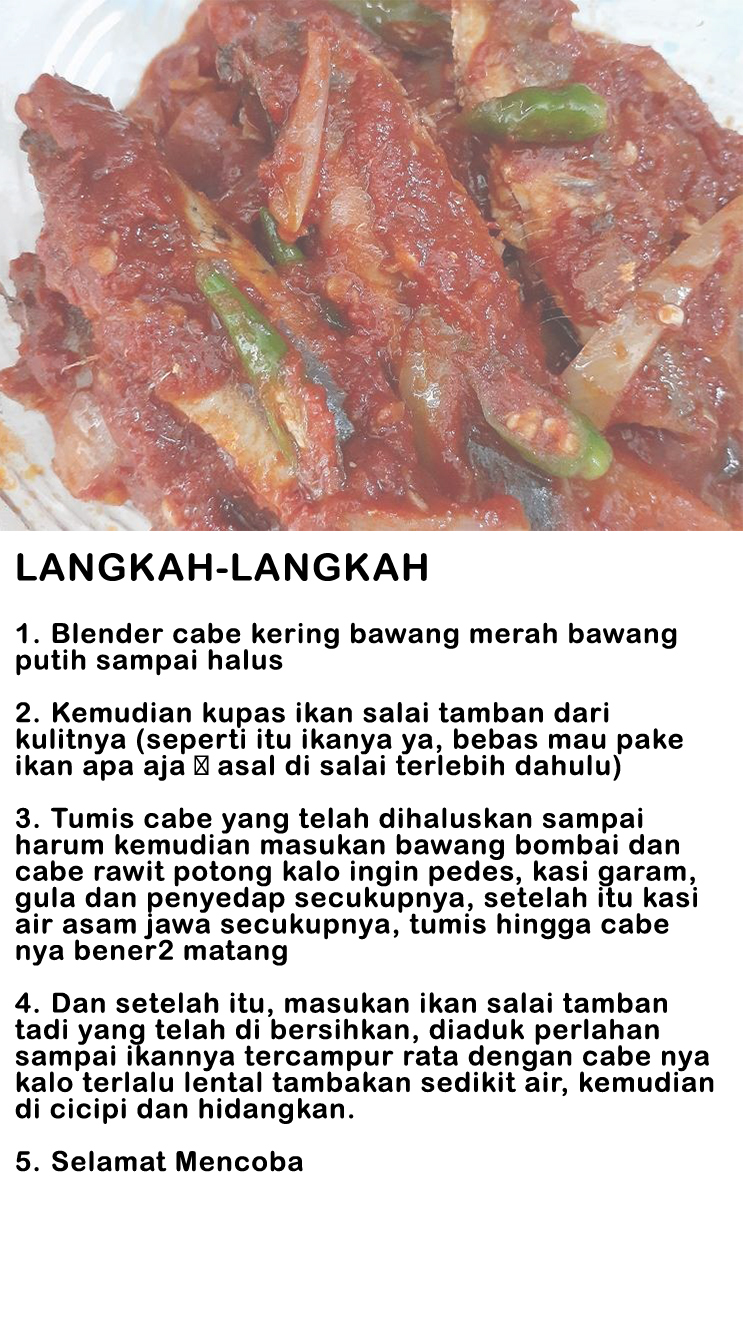 LANGKAH-LANGKAH
1. Blender cabe kering bawang merah bawang
putih sampai halus
2. Kemudian kupas ikan salai tamban dari
kulitnya (seperti itu ikanya ya, bebas mau pake
ikan apa aja asal di salai terlebih dahulu)
3. Tumis cabe yang telah dihaluskan sampai
harum kemudian masukan bawang bombai dan
cabe rawit potong kalo ingin pedes, kasi garam,
gula dan penyedap secukupnya, setelah itu kasi
air asam jawa secukupnya, tumis hingga cabe
nya bener2 matang
4. Dan setelah itu, masukan ikan salai tamban
tadi yang telah di bersihkan, diaduk perlahan
sampai ikannya tercampur rata dengan cabe nya
kalo terlalu lental tambakan sedikit air, kemudian
di cicipi dan hidangkan.
5. Selamat Mencoba